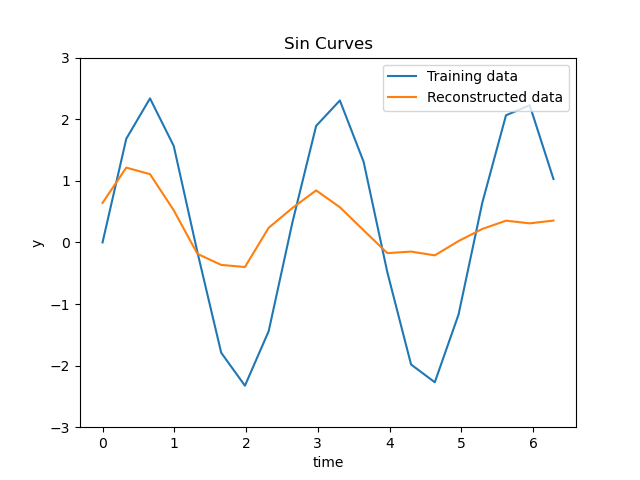 Sin Curves
Training data
Reconstructed data
3
2
1
0
−1
−2
−3
y
0 1 2 3 4 5 6
time